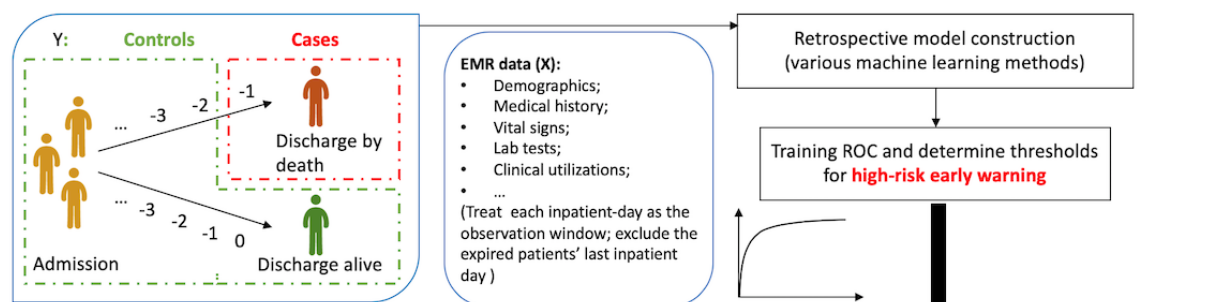 Y: Controls Cases
-1
-2
-3
...
Discharge by
death
...
-3
-2
-1
0
Admission
Discharge alive
EMR data (X):
• Demographics;
• Medical history;
• Vital signs;
• Lab tests;
• Clinical utilizations;
• ...
(Treat each inpatient-day as the
observation window; exclude the
expired patients’ last inpatient
day )
Retrospective model construction
(various machine learning methods)
Training ROC and determine thresholds
for high-risk early warning